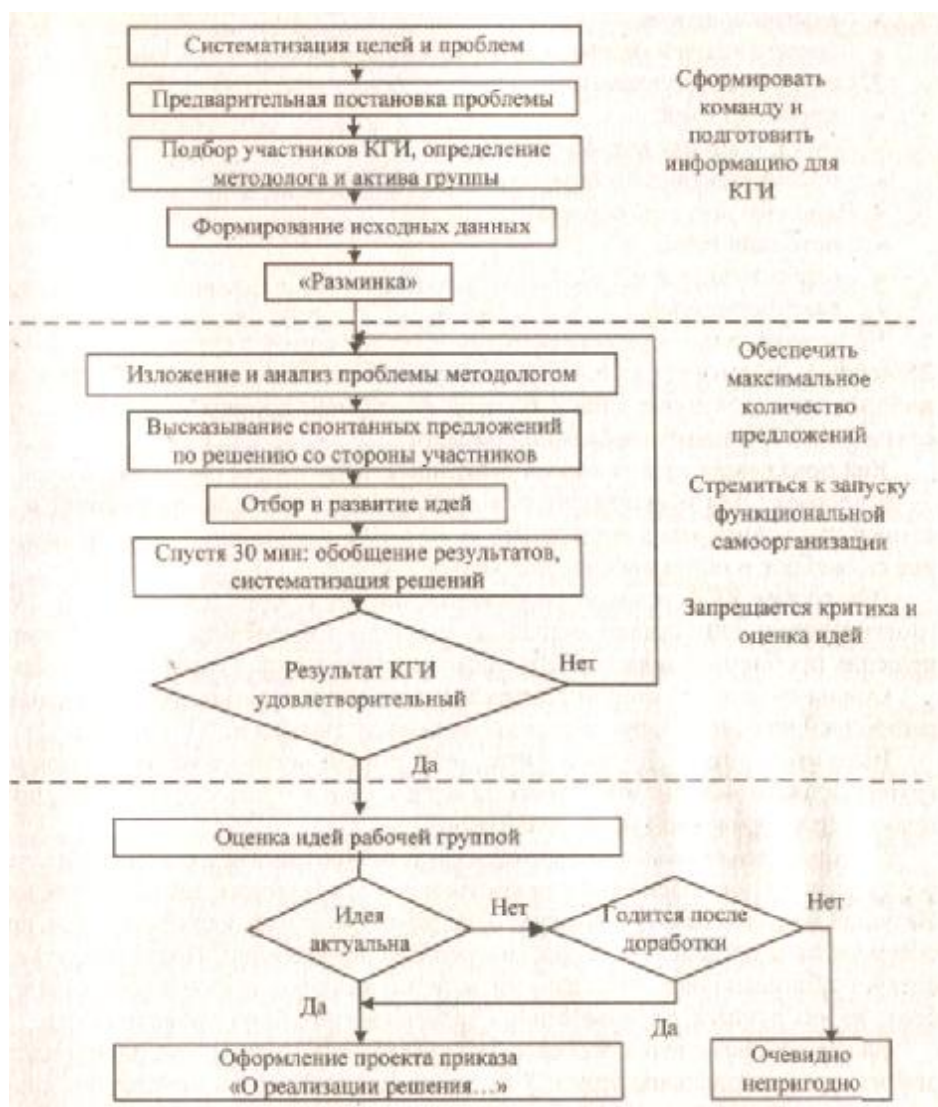 Систематизация целей и проблем
Предварительная постановка проблемы
Подбор участников КГИ, определение
методолога и актива группы
Формирование исходных данных
«Разминка»
Сформировать
команду и
подготовить
информацию для
КГИ
Изложение и анализ проблемы методологом
Высказывание спонтанных предложений
по решению со стороны участников
Отбор и развитие идей
Спустя 30 мин: обобщение результатов,
систематизация решений
Результат КГИ
удовлетворительный
Нет
Да
Обеспечить
максимальное
количество
предложений
Стремиться к запуску
функциональной
самоорганизации
Запрещается критика и
оценка идей
Оценка идей рабочей группой
Идея
актуальна
Нет
Годится после
доработки
Нет
Да
Да
Оформление проекта приказа
«О реализации решения...»
Очевидно
непригодно